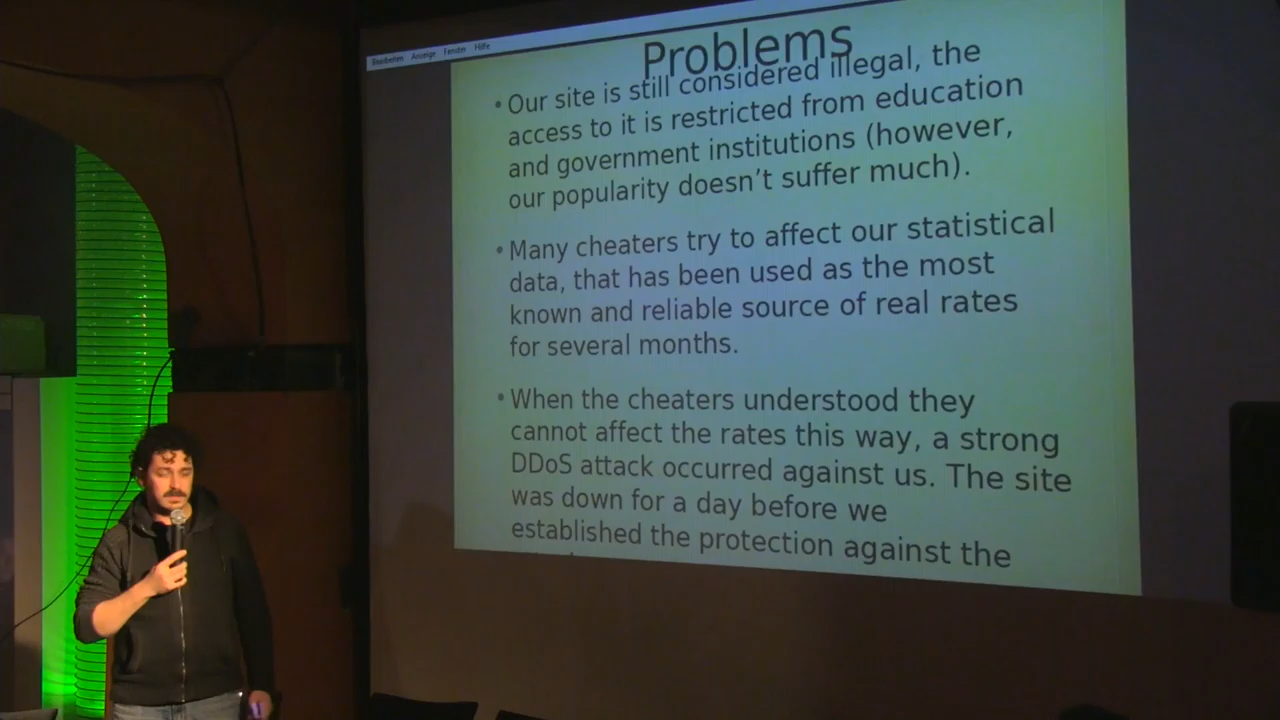 Bearbeiten Anzeige Fenster Hilfe
Problems
• Our site is still considered illegal, the
access to it is restricted from education
and government institutions (however,
our popularity doesn't suffer much).
• Many cheaters try to affect our statistical
data, that has been used as the most
known and reliable source of real rates
for several months.
• When the cheaters understood they
cannot affect the rates this way, a strong
DDoS attack occurred against us. The site
was down for a day before we
established the protection against the